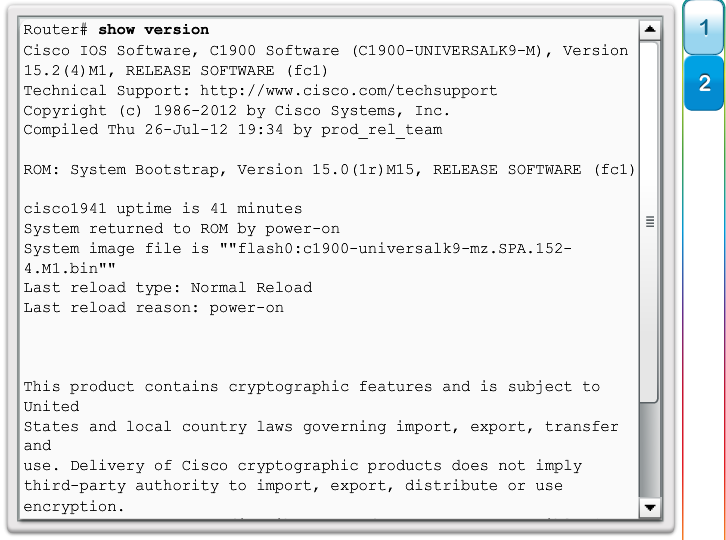 Router# show version
Cisco IOS Software, C1900 Software (C1900-UNIVERSALK9-M), Version
15.2(4)M1, RELEASE SOFTWARE (fc1)
Technical Support: http://www.cisco.com/techsupport
Copyright (c) 1986-2012 by Cisco Systems, Inc.
Compiled Thu 26-Jul-12 19:34 by prod_rel_team
ROM: System Bootstrap, Version 15.0(1r)M15, RELEASE SOFTWARE (fc1)
cisco1941 uptime is 41 minutes
System returned to ROM by power-on
System image file is ""flash0:c1900-universalk9-mz.SPA.152-
4.M1.bin""
Last reload type: Normal Reload
Last reload reason: power-on
This product contains cryptographic features and is subject to
United
States and local country laws governing import, export, transfer
and
use. Delivery of Cisco cryptographic products does not imply
third-party authority to import, export, distribute or use
encryption.
1
2